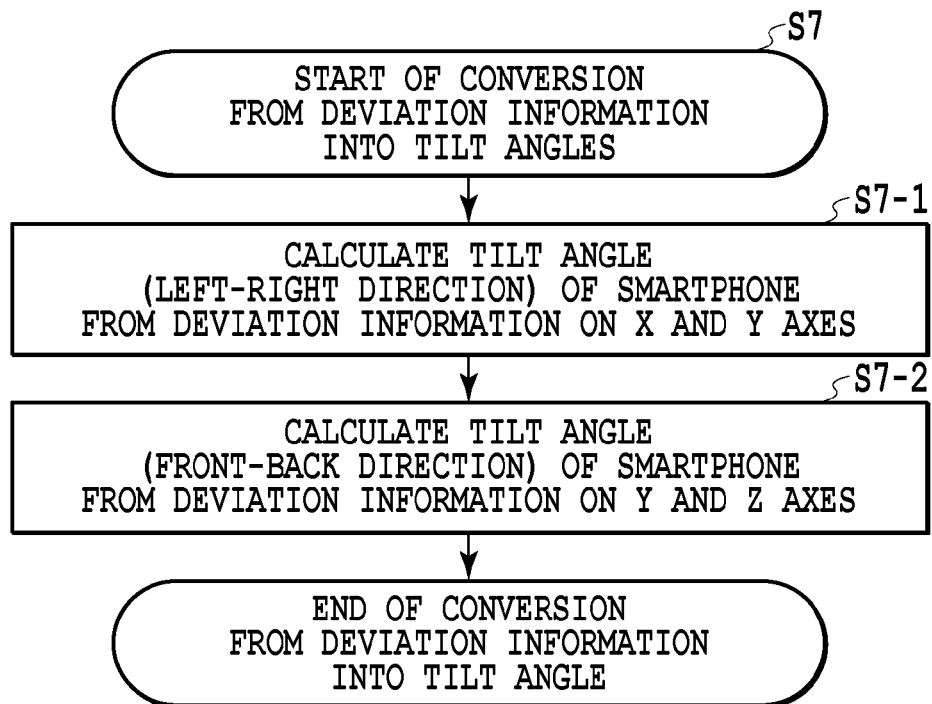 S7
START OF CONVERSION
FROM DEVIATION INFORMATION
INTO TILT ANGLES
S7-1
CALCULATE TILT ANGLE
(LEFT-RIGHT DIRECTION) OF SMARTPHONE
FROM DEVIATION INFORMATION ON X AND Y AXES
S7-2
CALCULATE TILT ANGLE
(FRONT-BACK DIRECTION) OF SMARTPHONE
FROM DEVIATION INFORMATION ON Y AND Z AXES
END OF CONVERSION
FROM DEVIATION INFORMATION
INTO TILT ANGLE